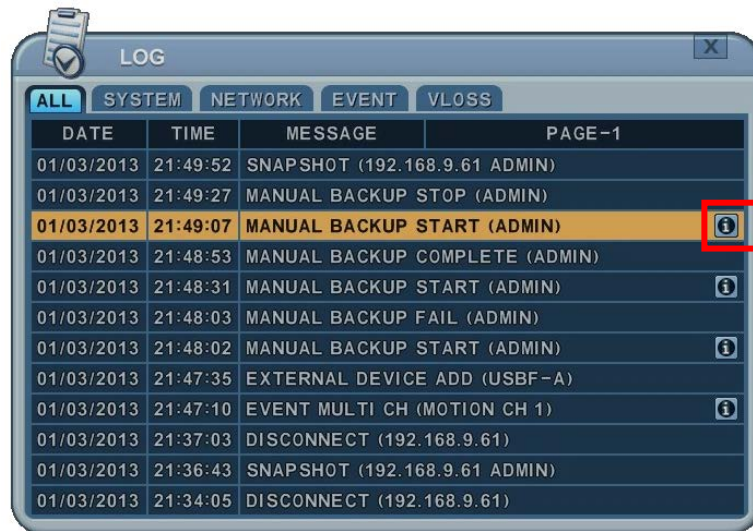 LOG X
ALL SYSTEM NETWORK EVENT VLOSS
DATE TIME MESSAGE PAGE-1
01/03/2013 21:49:52 SNAPSHOT (192.168.9.61 ADMIN)
01/03/2013 21:49:27 MANUAL BACKUP STOP (ADMIN)
01/03/2013 21:49:07 MANUAL BACKUP START (ADMIN)
01/03/2013 21:48:53 MANUAL BACKUP COMPLETE (ADMIN)
01/03/2013 21:48:31 MANUAL BACKUP START (ADMIN)
01/03/2013 21:48:03 MANUAL BACKUP FAIL (ADMIN)
01/03/2013 21:48:02 MANUAL BACKUP START (ADMIN)
01/03/2013 21:47:35 EXTERNAL DEVICE ADD (USBF-A)
01/03/2013 21:47:10 EVENT MULTI CH (MOTION CH 1)
01/03/2013 21:37:03 DISCONNECT (192.168.9.61)
01/03/2013 21:36:43 SNAPSHOT (192.168.9.61 ADMIN)
01/03/2013 21:34:05 DISCONNECT (192.168.9.61)